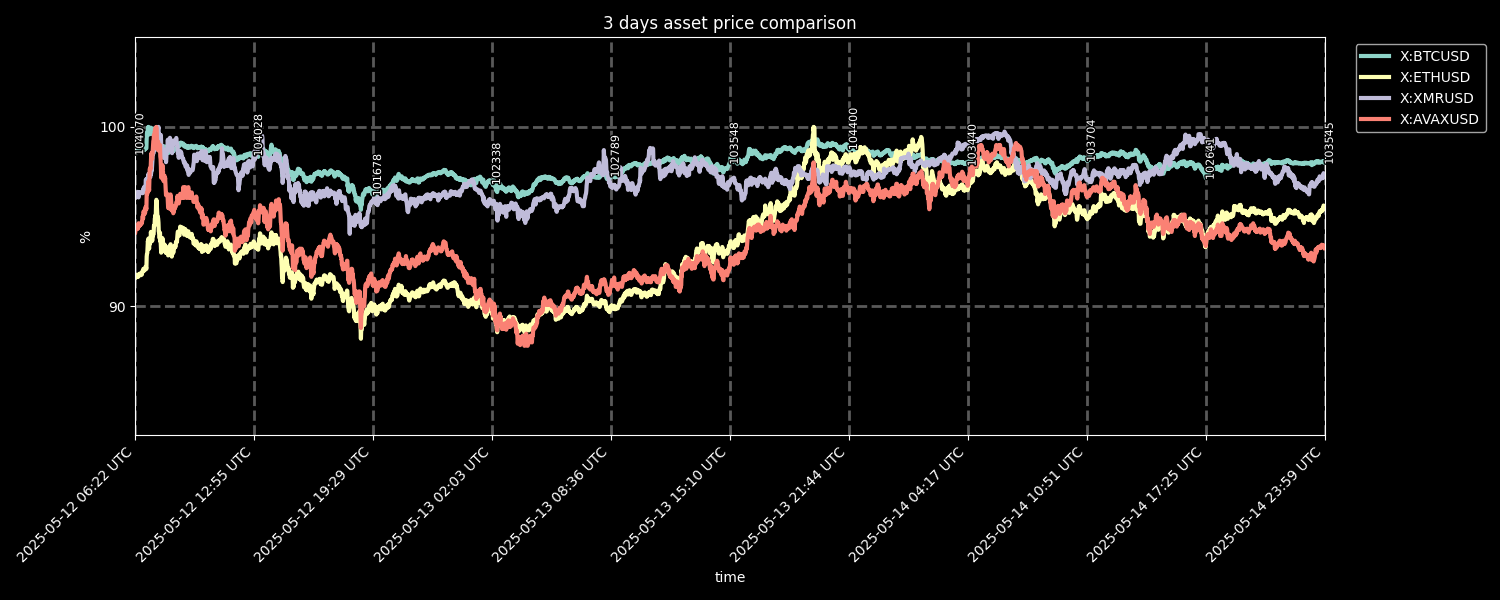 3 days asset price comparison
X:BTCUSD
X:ETHUSD
X:XMRUSD
X:AVAXUSD
100
90
%
104070
104028
101678
102338
102789
103548
104400
103440
103704
102641
103545
2025-05-12 06:22 UTC
2025-05-12 12:55 UTC
2025-05-12 19:29 UTC
2025-05-13 02:03 UTC
2025-05-13 08:36 UTC
2025-05-13 15:10 UTC
2025-05-13 21:44 UTC
2025-05-14 04:17 UTC
2025-05-14 10:51 UTC
2025-05-14 17:25 UTC
2025-05-14 23:59 UTC
time